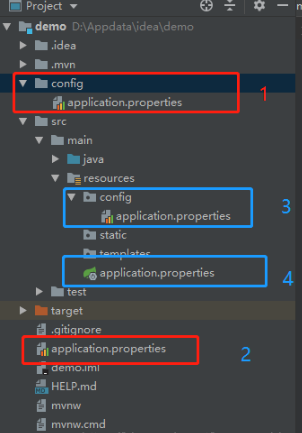 Project
demo D:\Appdata\idea\demo
.idea
.mvn
config
1
application.properties
src
main
java
resources
config
3
application.properties
static
templates
application.properties
4
test
target
.gitignore
application.properties
2
demo.iml
HELP.md
mvnw
mvnw.cmd